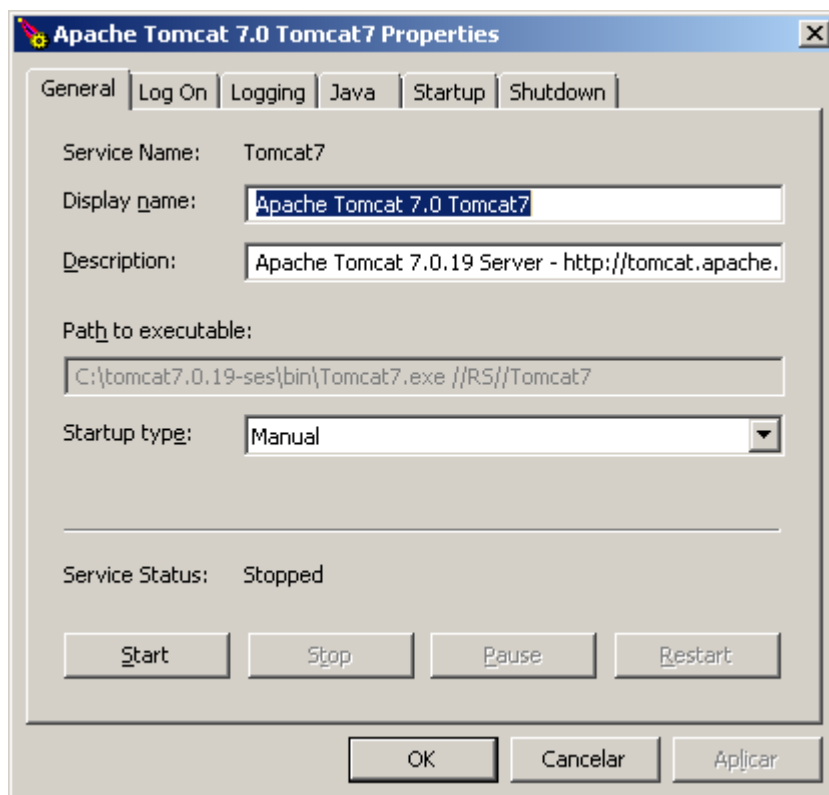 Apache Tomcat 7.0 Tomcat7 Properties
General Log On Logging Java Startup Shutdown
Service Name: Tomcat7
Display name: Apache Tomcat 7.0 Tomcat7
Description: Apache Tomcat 7.0.19 Server - http://tomcat.apache.
Path to executable:
C:\tomcat7.0.19-ses\bin\Tomcat7.exe //RS//Tomcat7
Startup type: Manual
Service Status: Stopped
Start Stop Pause Restart
OK Cancelar Aplicar